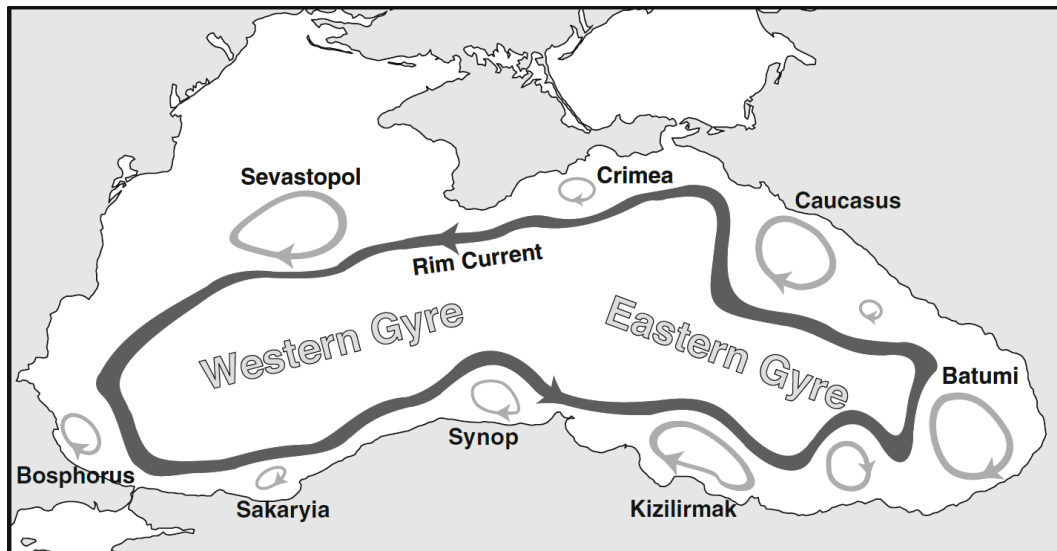 Sevastopol
Crimea
Caucasus
Rim Current
Western Gyre
Eastern Gyre
Batumi
Synop
Bosphorus
Sakaryia
Kizilirmak